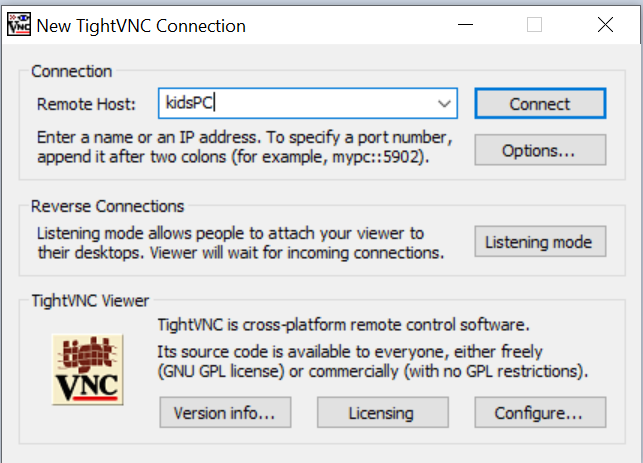 New TightVNC Connection
Connection
Remote Host: kidsPC Connect
Enter a name or an IP address. To specify a port number,
append it after two colons (for example, mypc::5902).
Options...
Reverse Connections
Listening mode allows people to attach your viewer to
their desktops. Viewer will wait for incoming connections.
Listening mode
TightVNC Viewer
TightVNC is cross-platform remote control software.
Its source code is available to everyone, either freely
(GNU GPL license) or commercially (with no GPL restrictions).
tight
VNC
Version info... Licensing Configure...